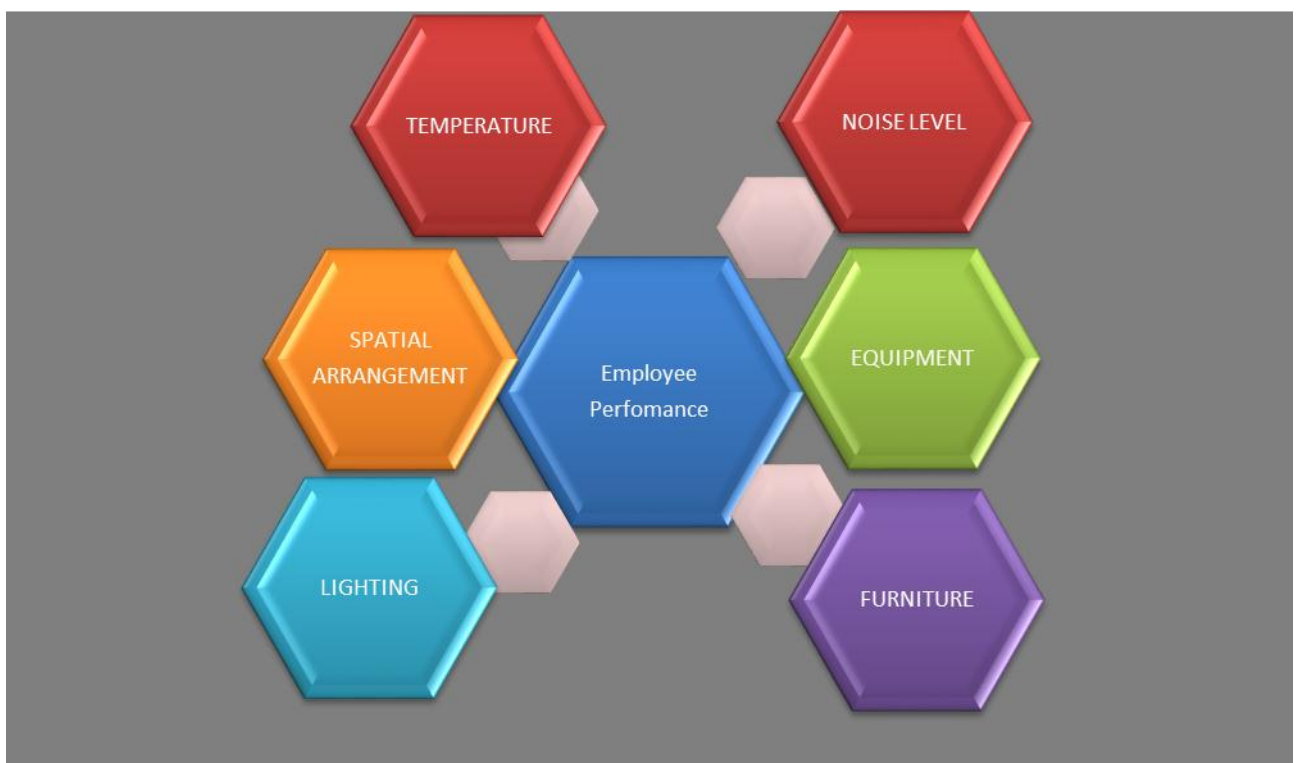 TEMPERATURE
NOISE LEVEL
SPATIAL
ARRANGEMENT
Employee
Perfomance
EQUIPMENT
LIGHTING
FURNITURE